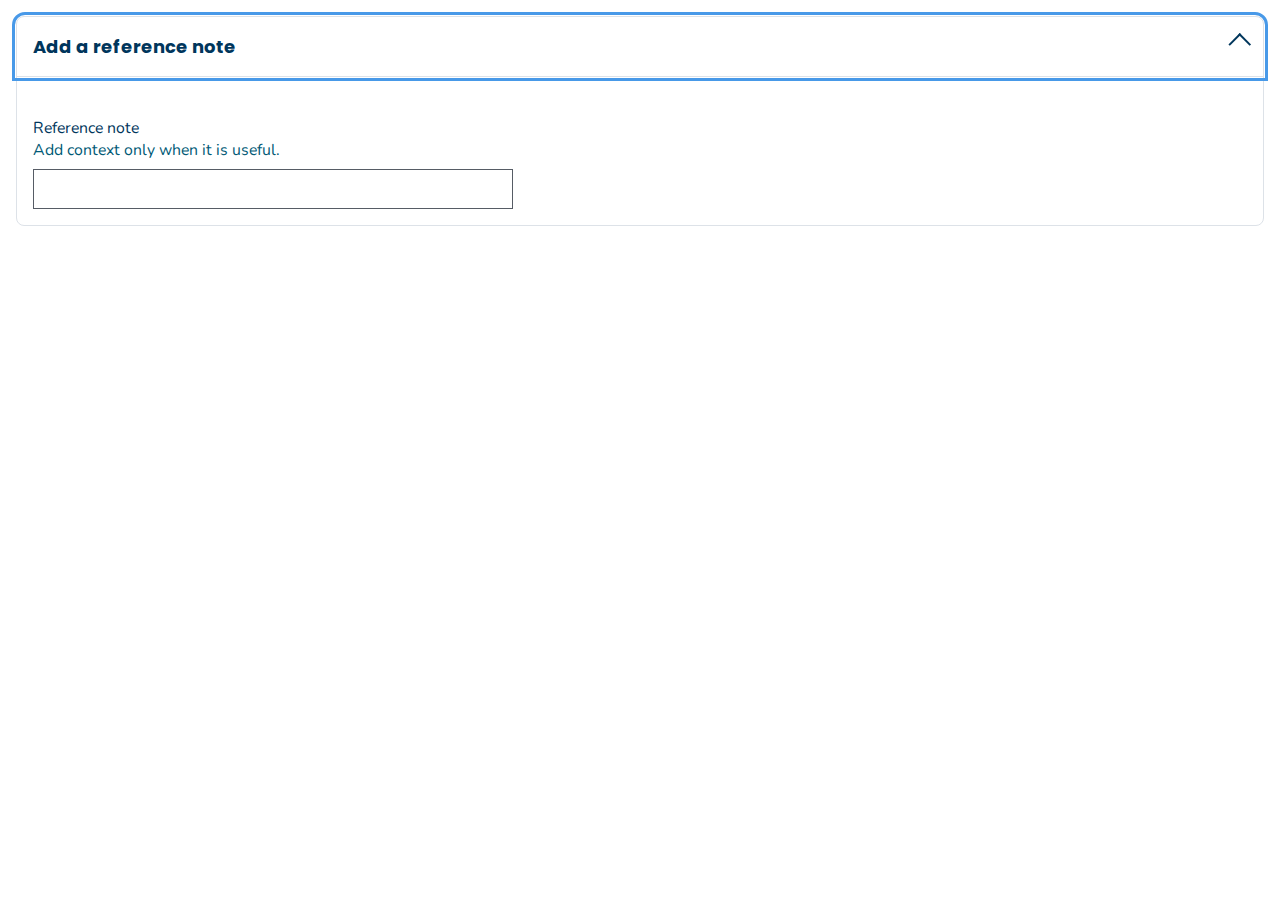 Add a reference note
Reference note
Add context only when it is useful.